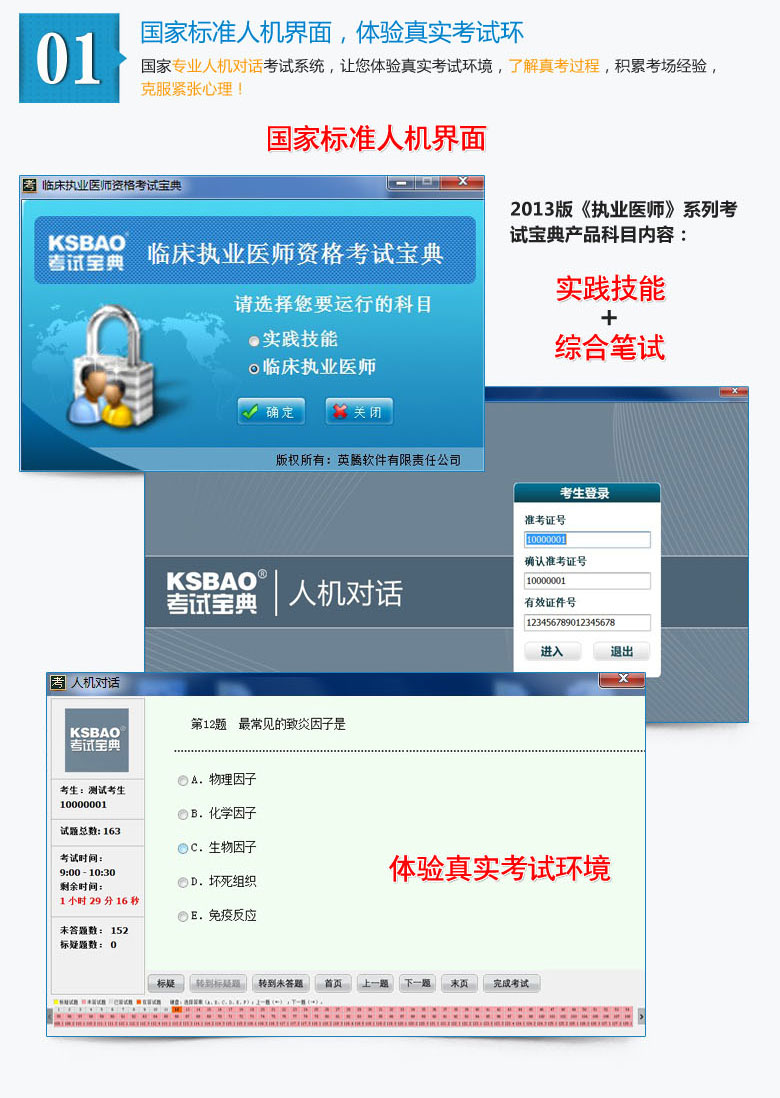 01
国家标准人机界面，体验真实考试环
国家专业人机对话考试系统，让您体验真实考试环境，了解真考过程，积累考场经验，
克服紧张心理！
国家标准人机界面
考 临床执业医师资格考试宝典
KSBAO®
考试宝典
临床执业医师资格考试宝典
请选择您要运行的科目
实践技能
临床执业医师
确定 关闭
版权所有：英腾软件有限责任公司
2013版《执业医师》系列考
试宝典产品科目内容：
实践技能
+
综合笔试
KSBAO®
考试宝典
人机对话
考生登录
准考证号
10000001
确认准考证号
10000001
有效证件号
123456789012345678
进入 退出
考 人机对话
KSBAO®
考试宝典
考生：测试考生
10000001
试题总数：163
考试时间：
9:00 - 10:30
剩余时间：
1 小时 29 分 16 秒
未答题数： 152
标疑题数： 0
第12题 最常见的致炎因子是
A. 物理因子
B. 化学因子
C. 生物因子
D. 坏死组织
E. 免疫反应
体验真实考试环境
标疑 转到标疑题 转到未答题 首页 上一题 下一题 末页 完成考试